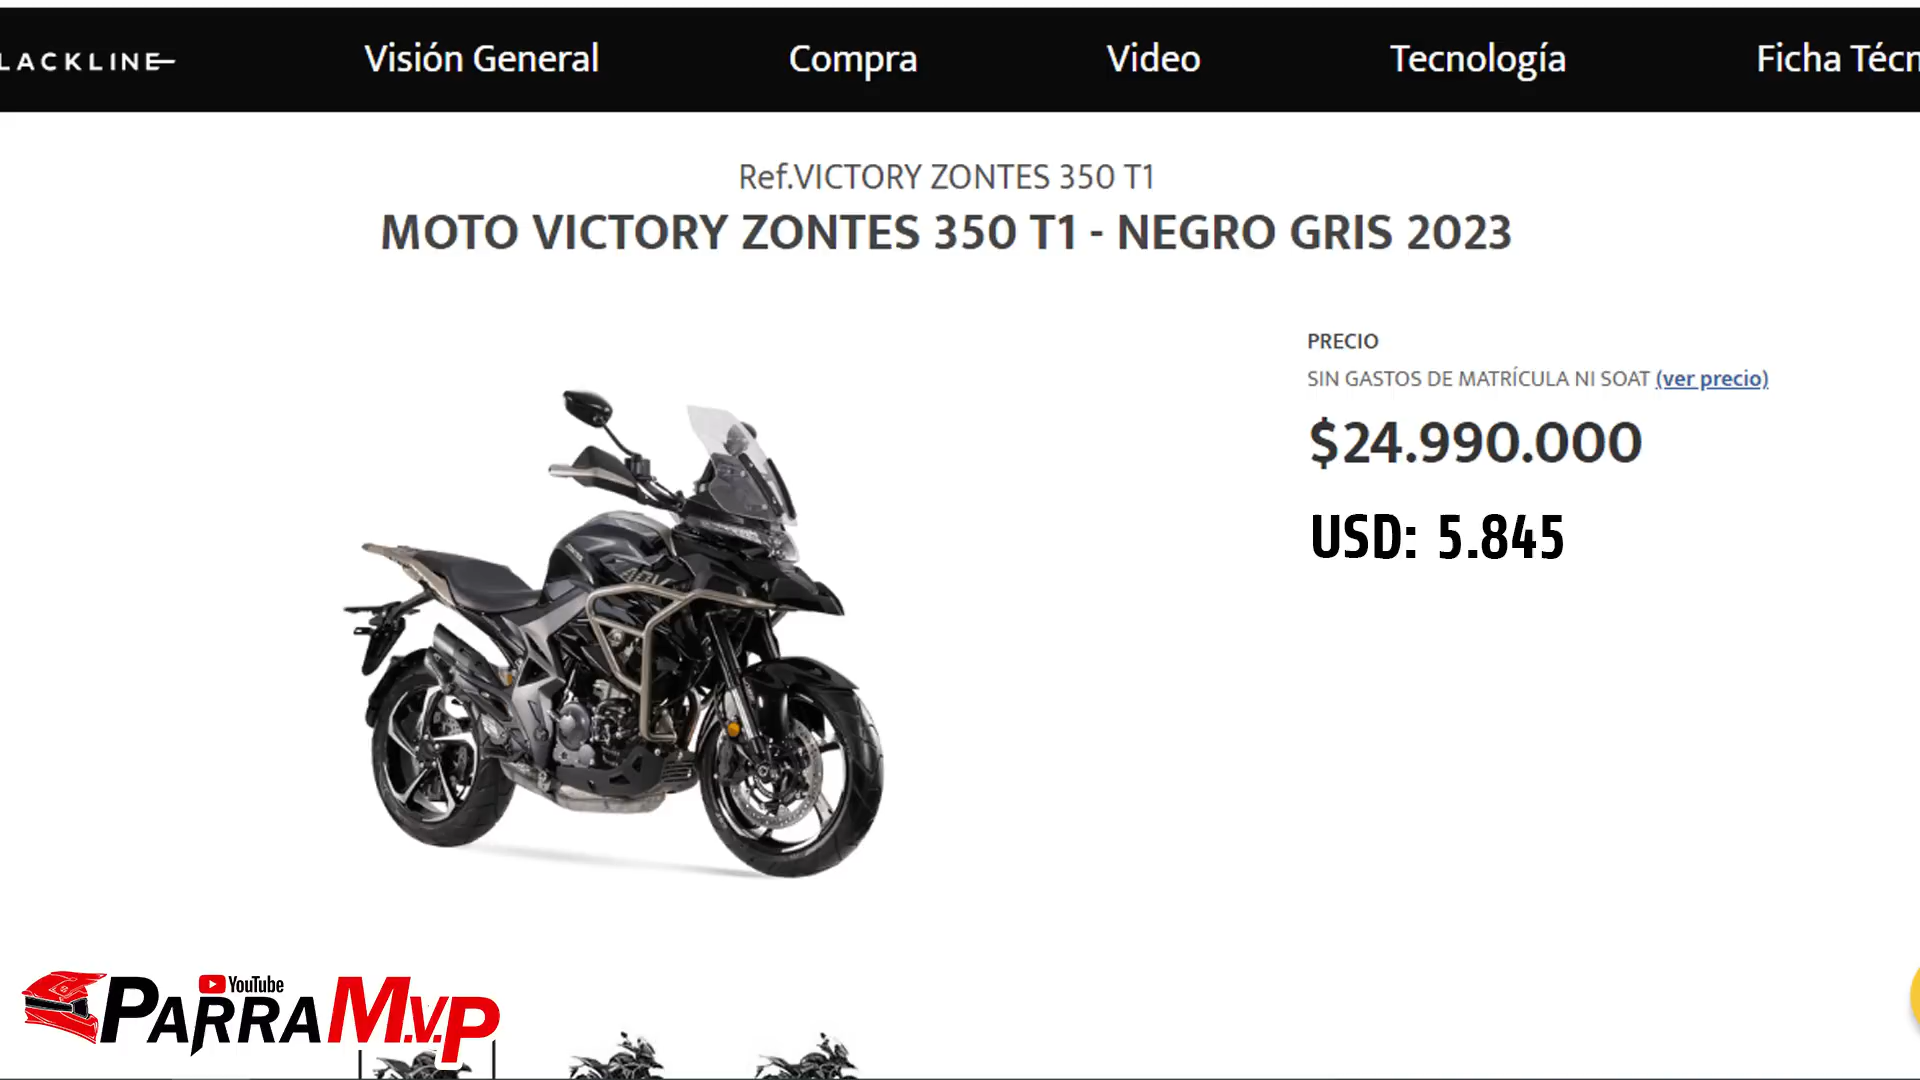 LACKLINE
Visión General
Compra
Video
Tecnología
Ficha Técn
Ref.VICTORY ZONTES 350 T1
MOTO VICTORY ZONTES 350 T1 - NEGRO GRIS 2023
PRECIO
SIN GASTOS DE MATRÍCULA NI SOAT (ver precio)
$24.990.000
USD: 5.845
YouTube
PARRA M.V.P